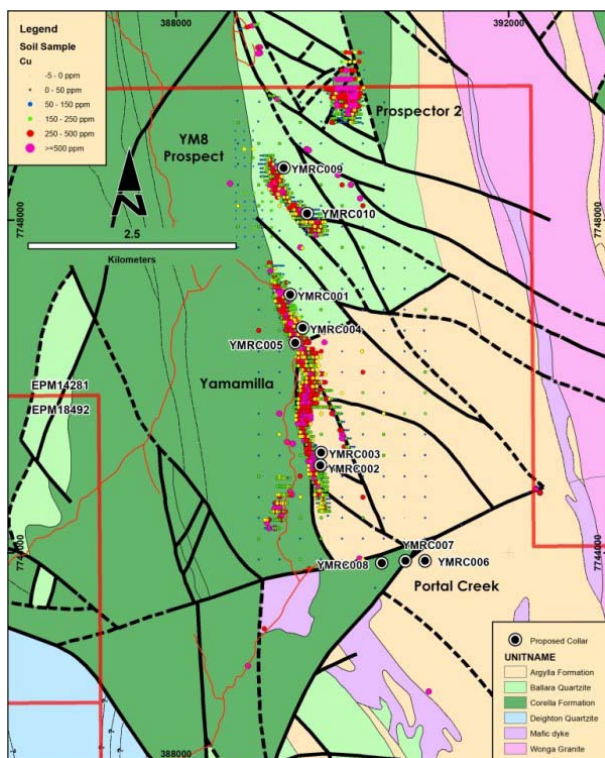 388000
392000
Legend
Soil Sample
Cu
-5 - 0 ppm
0 - 50 ppm
50 - 150 ppm
150 - 250 ppm
250 - 500 ppm
>=500 ppm
Prospector 2
YM8
Prospect
N
YMRC009
YMRC010
7748000
7748000
2.5
Kilometers
YMRC001
YMRC004
YMRC005
EPM14281
EPM18492
Yamamilla
YMRC003
YMRC002
7744000
7744000
YMRC007
YMRC008
YMRC006
Portal Creek
Proposed Collar
UNITNAME
Argylla Formation
Ballara Quartzite
Corella Formation
Deighton Quartzite
Mafic dyke
Wonga Granite
388000